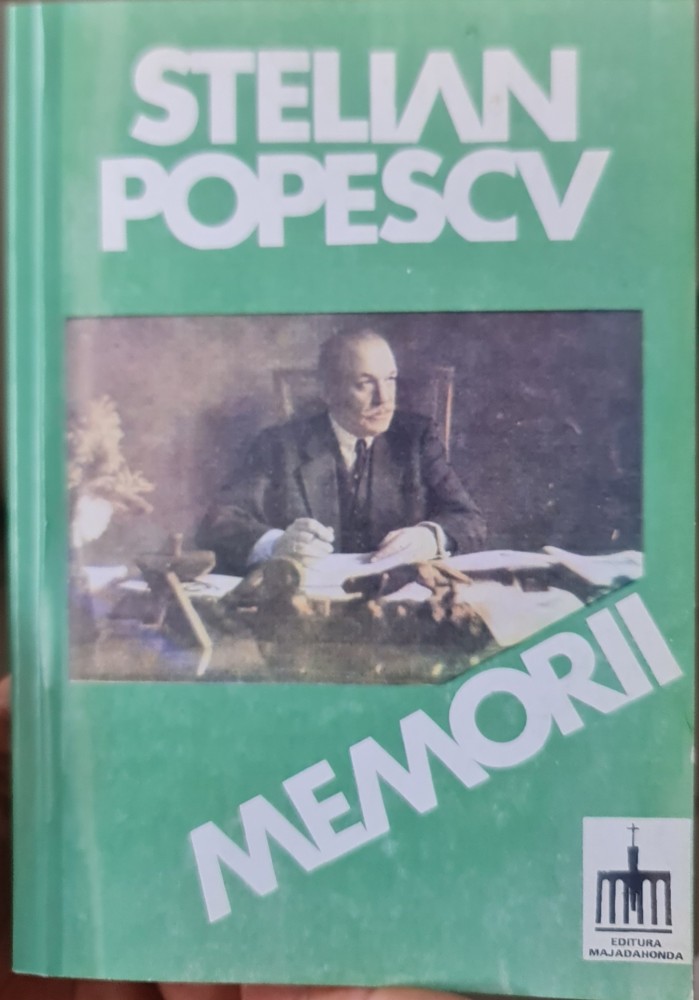 STELIAN
POPESCV
MEMORII
EDITURA
MAJADAHONDA